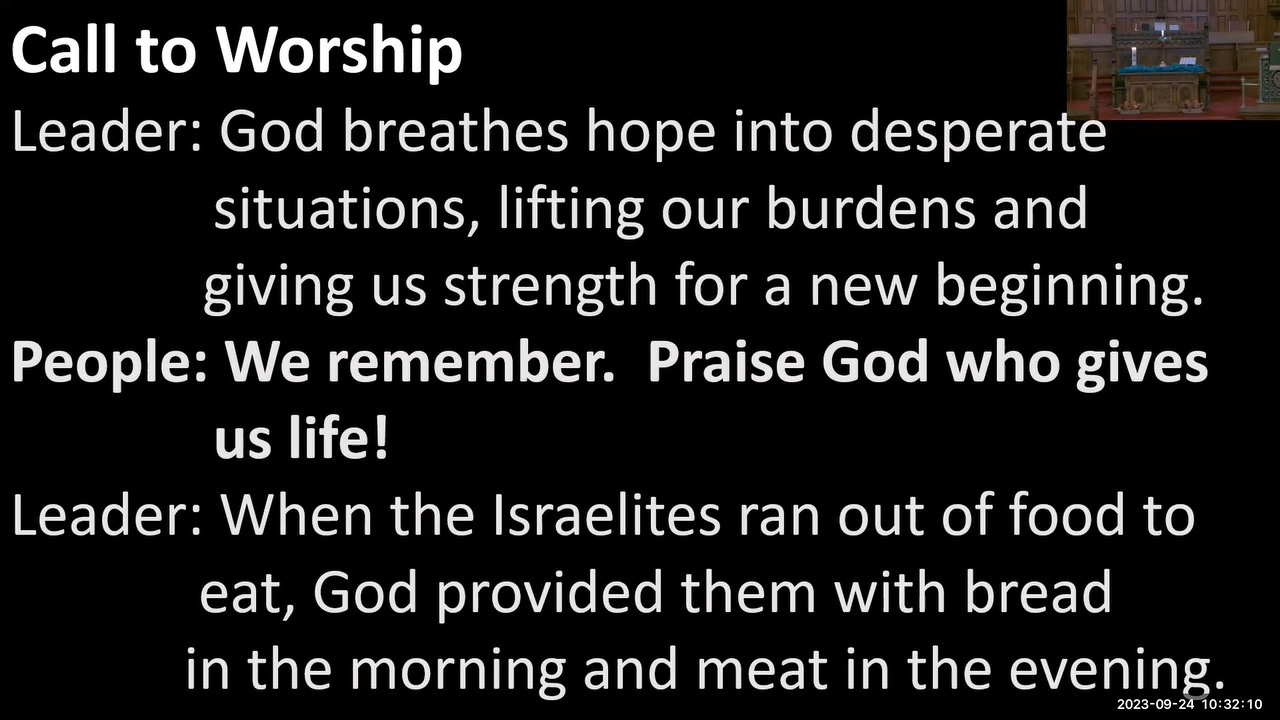 Call to Worship
Leader: God breathes hope into desperate
situations, lifting our burdens and
giving us strength for a new beginning.
People: We remember.  Praise God who gives
us life!
Leader: When the Israelites ran out of food to
eat, God provided them with bread
in the morning and meat in the evening.
2023-09-24 10:32:10